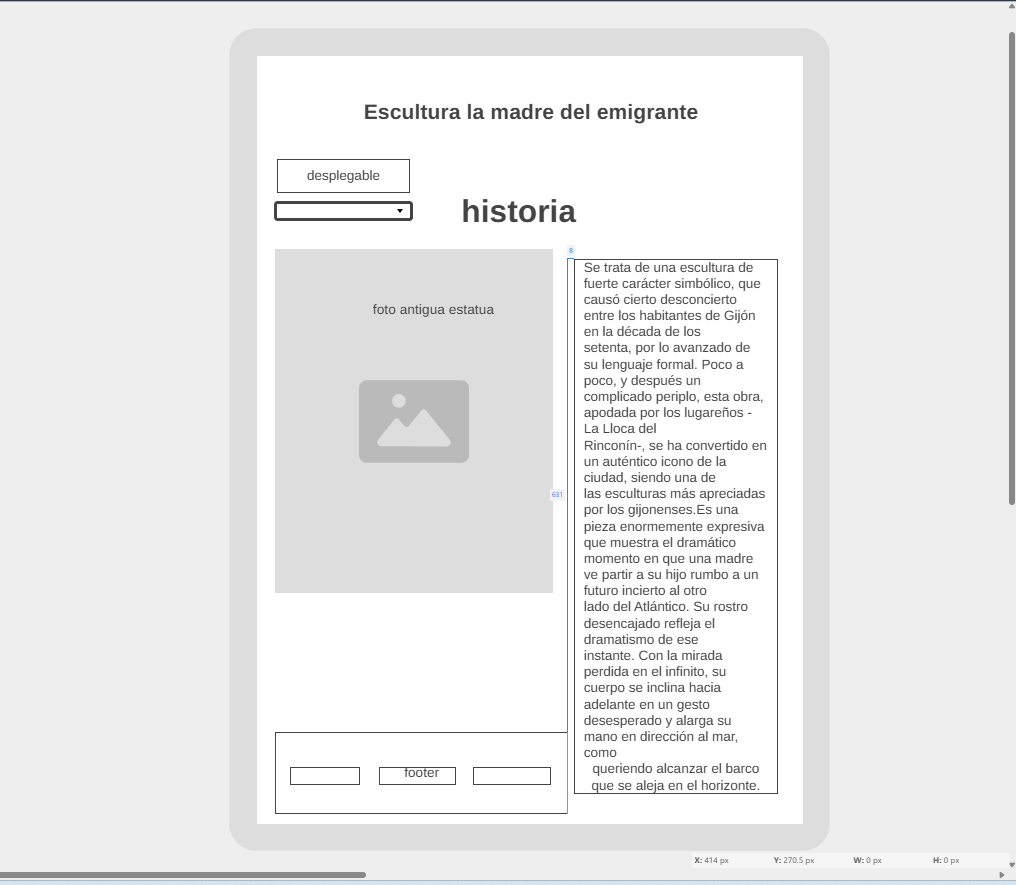 Escultura la madre del emigrante
desplegable
historia
foto antigua estatua
8
Se trata de una escultura de
fuerte carácter simbólico, que
causó cierto desconcierto
entre los habitantes de Gijón
en la década de los
setenta, por lo avanzado de
su lenguaje formal. Poco a
poco, y después un
complicado periplo, esta obra,
apodada por los lugareños -
La Lloca del
Rinconín-, se ha convertido en
un auténtico icono de la
ciudad, siendo una de
las esculturas más apreciadas
por los gijonenses.Es una
pieza enormemente expresiva
que muestra el dramático
momento en que una madre
ve partir a su hijo rumbo a un
futuro incierto al otro
lado del Atlántico. Su rostro
desencajado refleja el
dramatismo de ese
instante. Con la mirada
perdida en el infinito, su
cuerpo se inclina hacia
adelante en un gesto
desesperado y alarga su
mano en dirección al mar,
como
queriendo alcanzar el barco
que se aleja en el horizonte.
631
footer
X: 414 px Y: 270.5 px W: 0 px H: 0 px